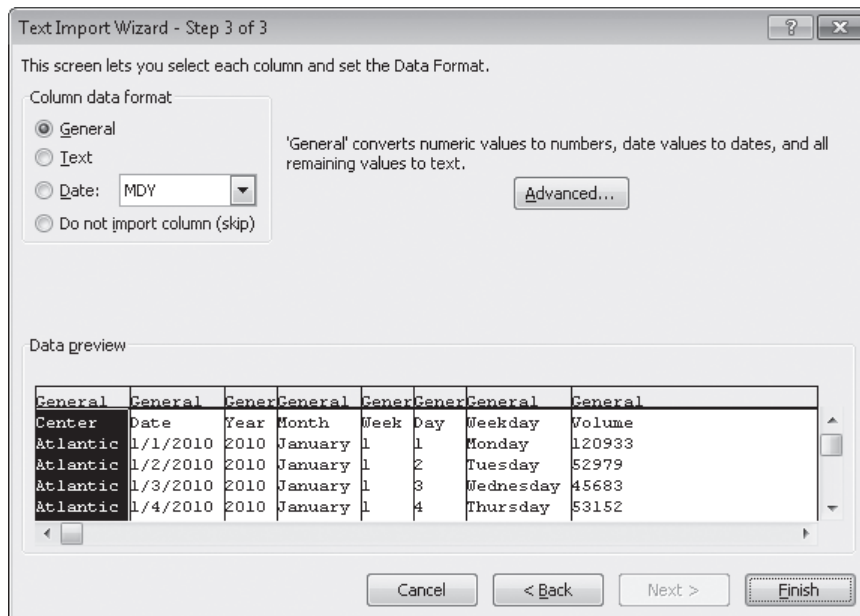 Text Import Wizard - Step 3 of 3
This screen lets you select each column and set the Data Format.
Column data format
General
Text
Date: MDY
Do not import column (skip)
'General' converts numeric values to numbers, date values to dates, and all
remaining values to text.
Advanced...
Data preview
General General Gener General Gener Gener General General
Center Date Year Month Week Day Weekday Volume
Atlantic 1/1/2010 2010 January 1 1 Monday 120933
Atlantic 1/2/2010 2010 January 1 2 Tuesday 52979
Atlantic 1/3/2010 2010 January 1 3 Wednesday 45683
Atlantic 1/4/2010 2010 January 1 4 Thursday 53152
Cancel < Back Next > Finish